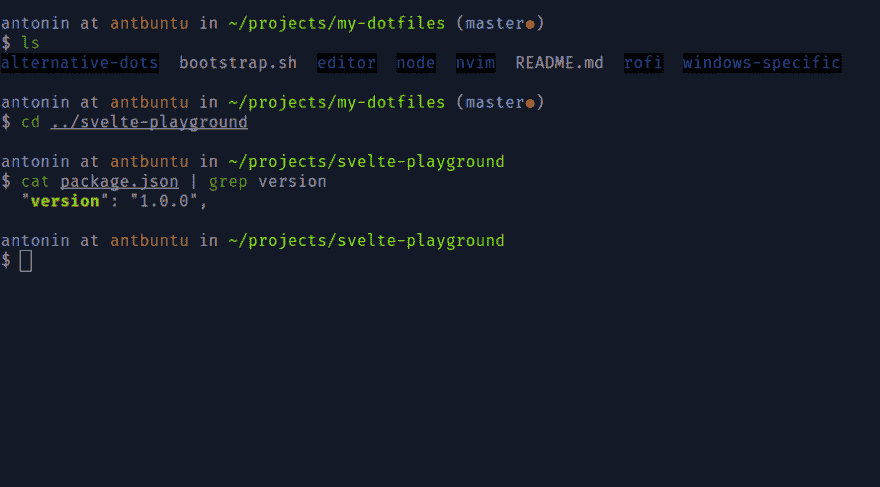 antonin at antbuntu in ~/projects/my-dotfiles (master●)
$ ls
alternative-dots  bootstrap.sh  editor  node  nvim  README.md  rofi  windows-specific
antonin at antbuntu in ~/projects/my-dotfiles (master●)
$ cd ../svelte-playground
antonin at antbuntu in ~/projects/svelte-playground
$ cat package.json | grep version
  "version": "1.0.0",
antonin at antbuntu in ~/projects/svelte-playground
$